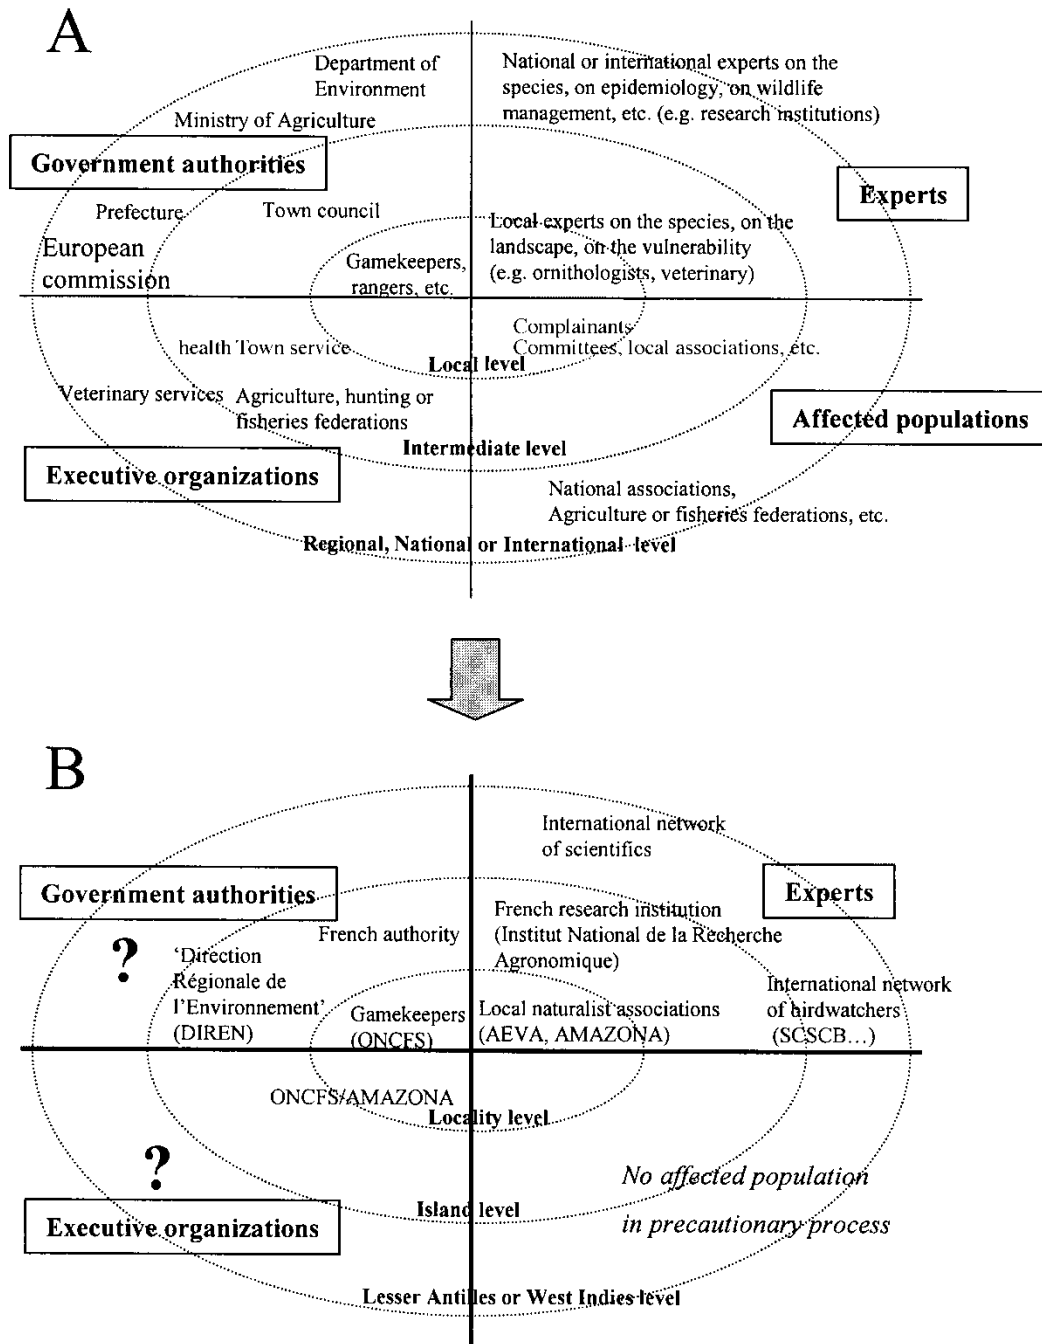 A
Department of
Environment
National or international experts on the
species, on epidemiology, on wildlife
management, etc. (e.g. research institutions)
Ministry of Agriculture
Government authorities
Experts
Prefecture
Town council
European
commission
Gamekeepers,
rangers, etc.
Local experts on the species, on the
landscape, on the vulnerability
(e.g. ornithologists, veterinary)
health Town service
Complainants
Committees, local associations, etc.
Local level
Veterinary services
Agriculture, hunting or
fisheries federations
Affected populations
Intermediate level
Executive organizations
National associations,
Agriculture or fisheries federations, etc.
Regional, National or International level
B
International network
of scientifics
Government authorities
Experts
French authority
French research institution
(Institut National de la Recherche
Agronomique)
?
‘Direction
Régionale de
l’Environnement’
(DIREN)
Gamekeepers
(ONCFS)
Local naturalist associations
(AEVA, AMAZONA)
International network
of birdwatchers
(SCSCB…)
ONCFS/AMAZONA
Locality level
?
No affected population
in precautionary process
Executive organizations
Island level
Lesser Antilles or West Indies level